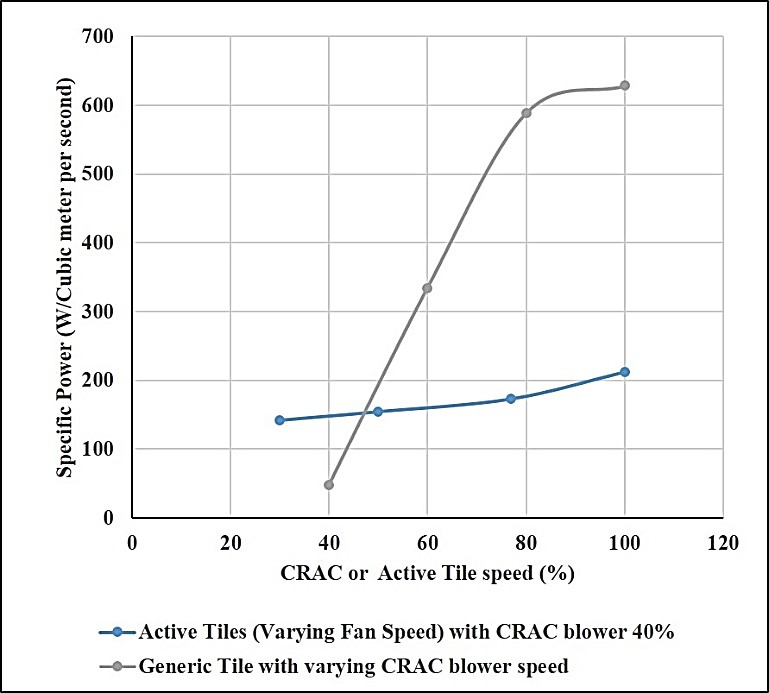 700
600
500
400
300
200
100
0
Specific Power (W/Cubic meter per second)
0 20 40 60 80 100 120
CRAC or Active Tile speed (%)
Active Tiles (Varying Fan Speed) with CRAC blower 40%
Generic Tile with varying CRAC blower speed